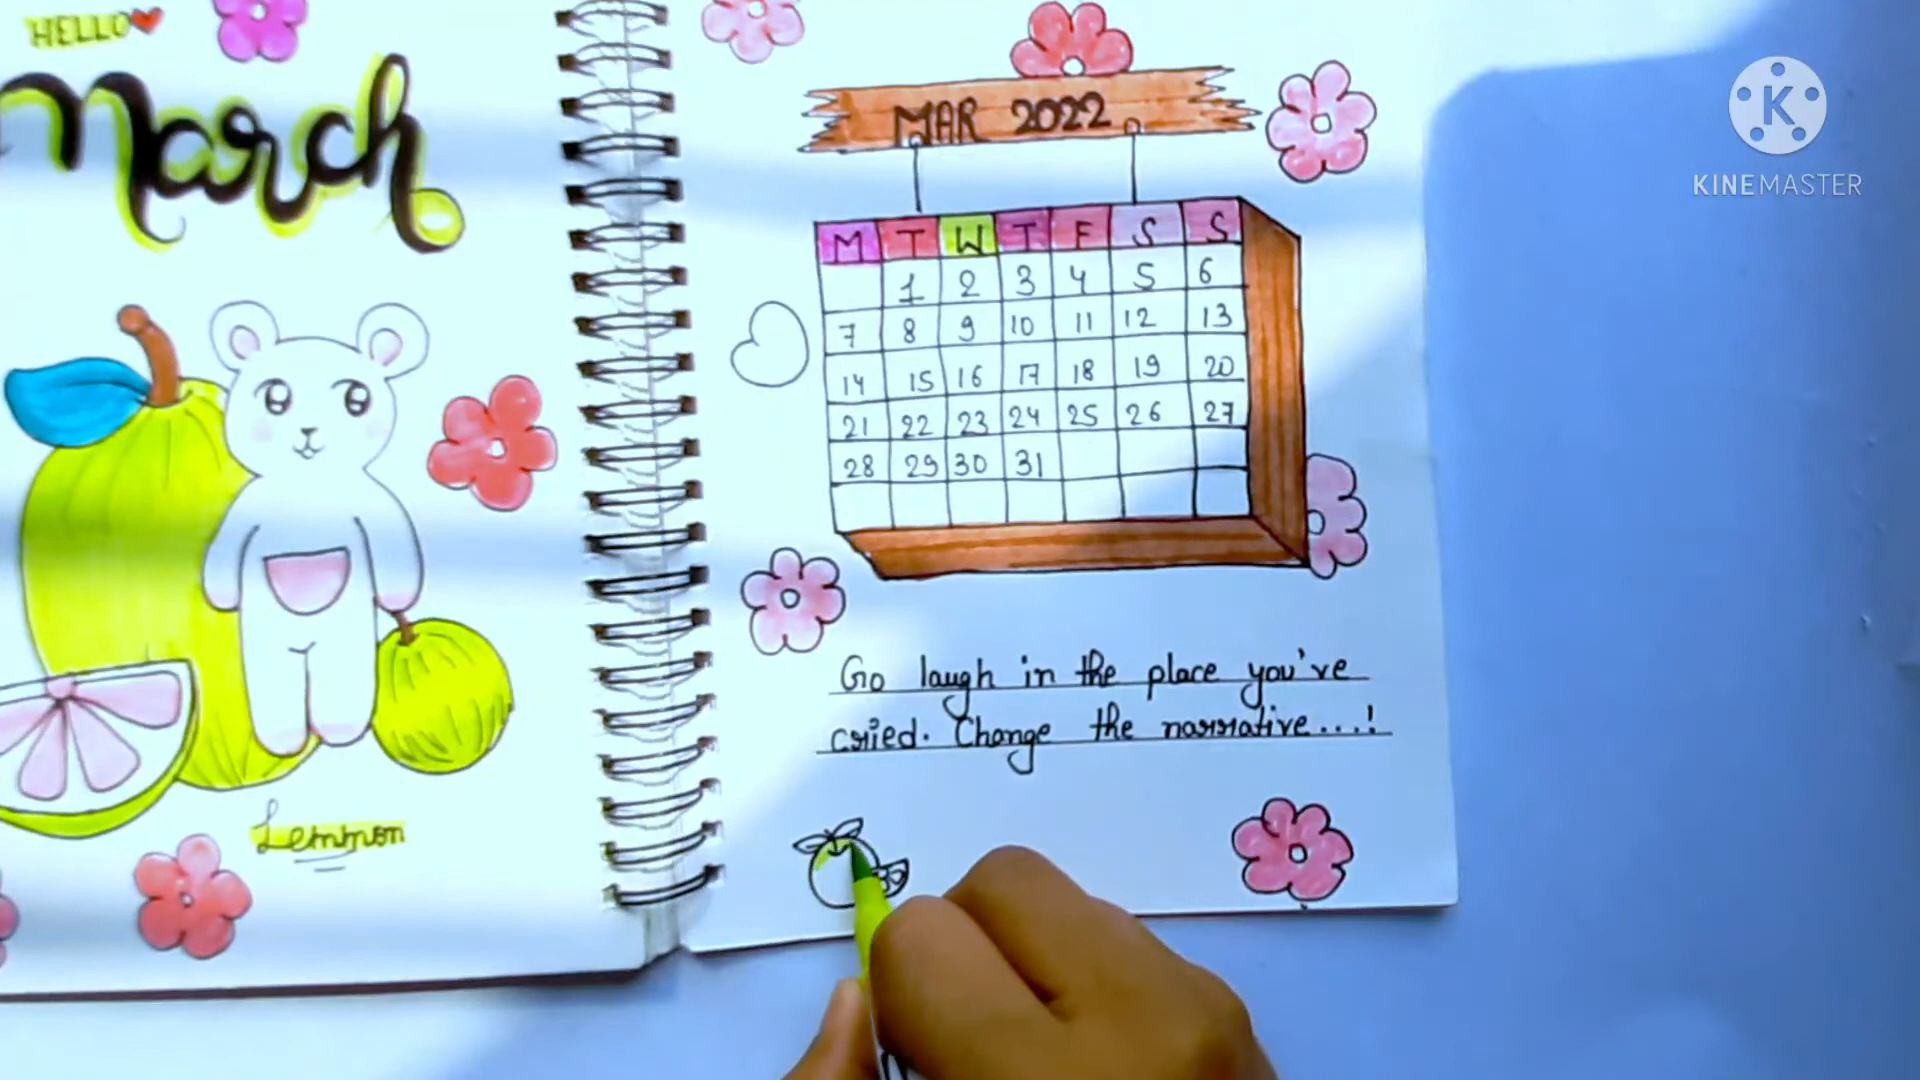 HELLO
March
Lemmon
MAR 2022
M T W T F S S
1 2 3 4 5 6
7 8 9 10 11 12 13
14 15 16 17 18 19 20
21 22 23 24 25 26 27
28 29 30 31
Go laugh in the place you've
cried. Change the narrative....!
K
KINEMASTER